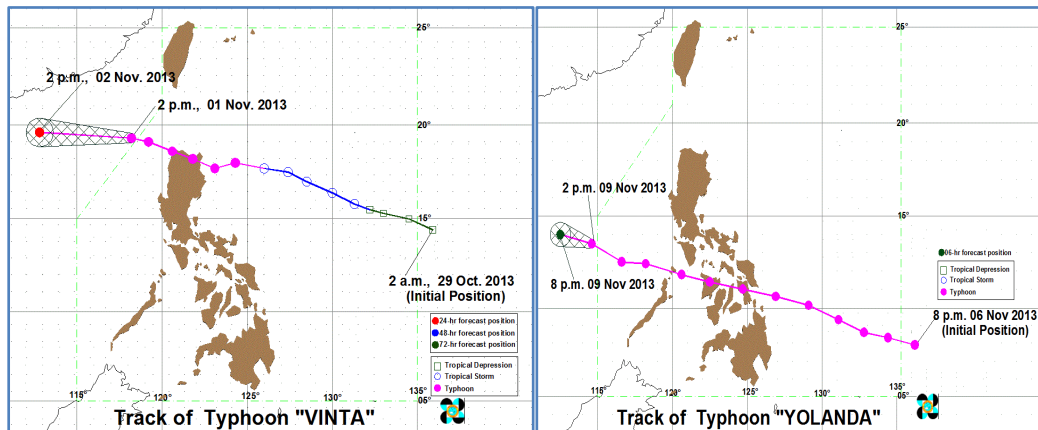 25°
2 p.m., 02 Nov. 2013
2 p.m., 01 Nov. 2013
20°
15°
2 a.m., 29 Oct. 2013
(Initial Position)
24-hr forecast position
48-hr forecast position
72-hr forecast position
Tropical Depression
Tropical Storm
Typhoon
115° 120° 125° 130° 135° 05°
Track of Typhoon "VINTA"
25°
20°
2 p.m. 09 Nov 2013
15°
8 p.m. 09 Nov 2013
06-hr forecast position
Tropical Depression
Tropical Storm
Typhoon
8 p.m. 06 Nov 2013
(Initial Position)
115° 120° 125° 130° 135° 05°
Track of Typhoon "YOLANDA"